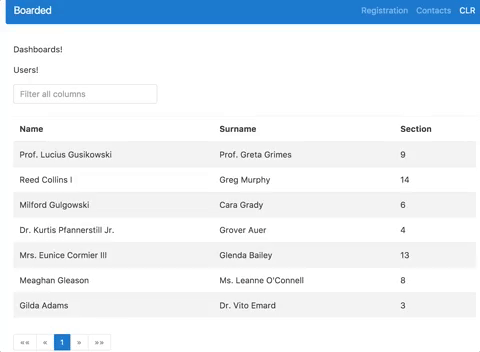 Boarded Registration Contacts CLR
Dashboards!
Users!
Filter all columns
Name Surname Section
Prof. Lucius Gusikowski Prof. Greta Grimes 9
Reed Collins I Greg Murphy 14
Milford Gulgowski Cara Grady 6
Dr. Kurtis Pfannerstill Jr. Grover Auer 4
Mrs. Eunice Cormier III Glenda Bailey 13
Meaghan Gleason Ms. Leanne O'Connell 8
Gilda Adams Dr. Vito Emard 3
«« « 1 » »»